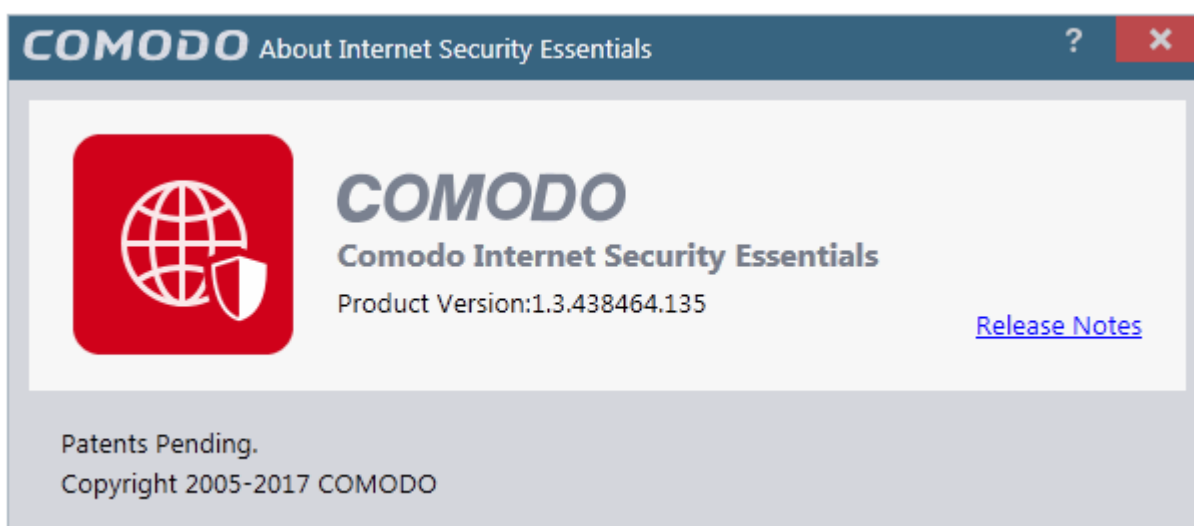 COMODO About Internet Security Essentials ?
COMODO
Comodo Internet Security Essentials
Product Version:1.3.438464.135
Release Notes
Patents Pending.
Copyright 2005-2017 COMODO